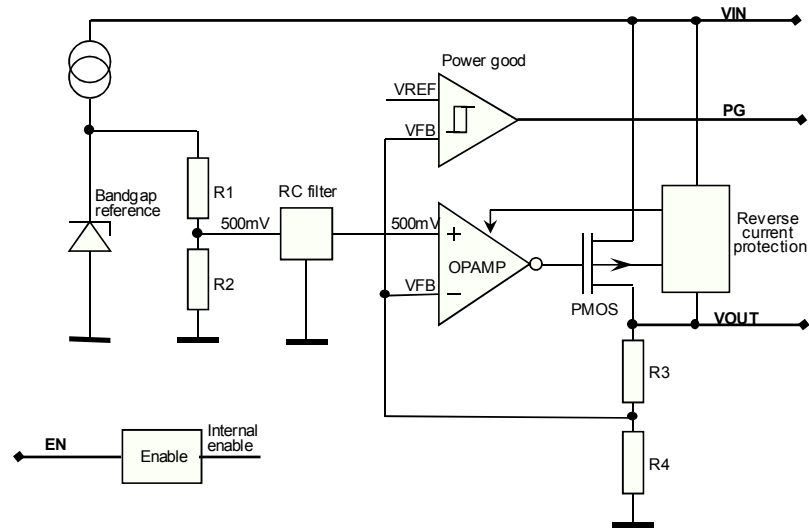 VIN
Power good
VREF
PG
VFB
Bandgap
reference
R1
RC filter
500mV
500mV
+
Reverse
current
protection
OPAMP
R2
VFB
−
PMOS
VOUT
R3
EN
Internal
enable
Enable
R4